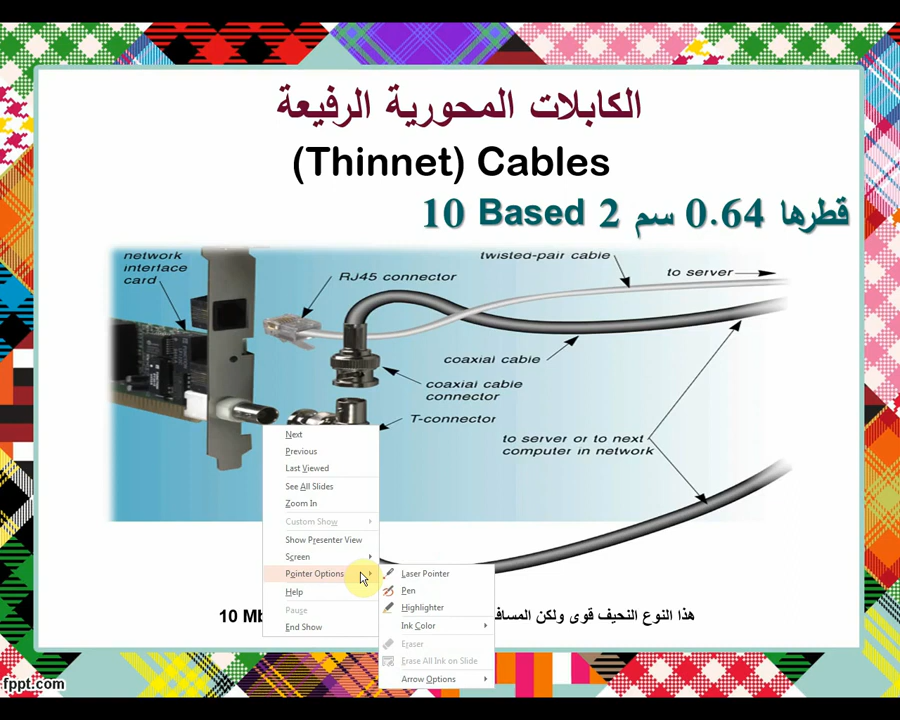 الكابلات المحورية الرفيعة
(Thinnet) Cables
قطرها 0.64 سم 2 Based 10
network
interface
card
RJ45 connector
twisted-pair cable
to server
coaxial cable
coaxial cable
connector
T-connector
to server or to next
computer in network
Next
Previous
Last Viewed
See All Slides
Zoom In
Custom Show
Show Presenter View
Screen
Pointer Options
Help
Pause
End Show
Laser Pointer
Pen
Highlighter
Ink Color
Eraser
Erase All Ink on Slide
Arrow Options
هذا النوع النحيف قوى ولكن 10
fppt.com